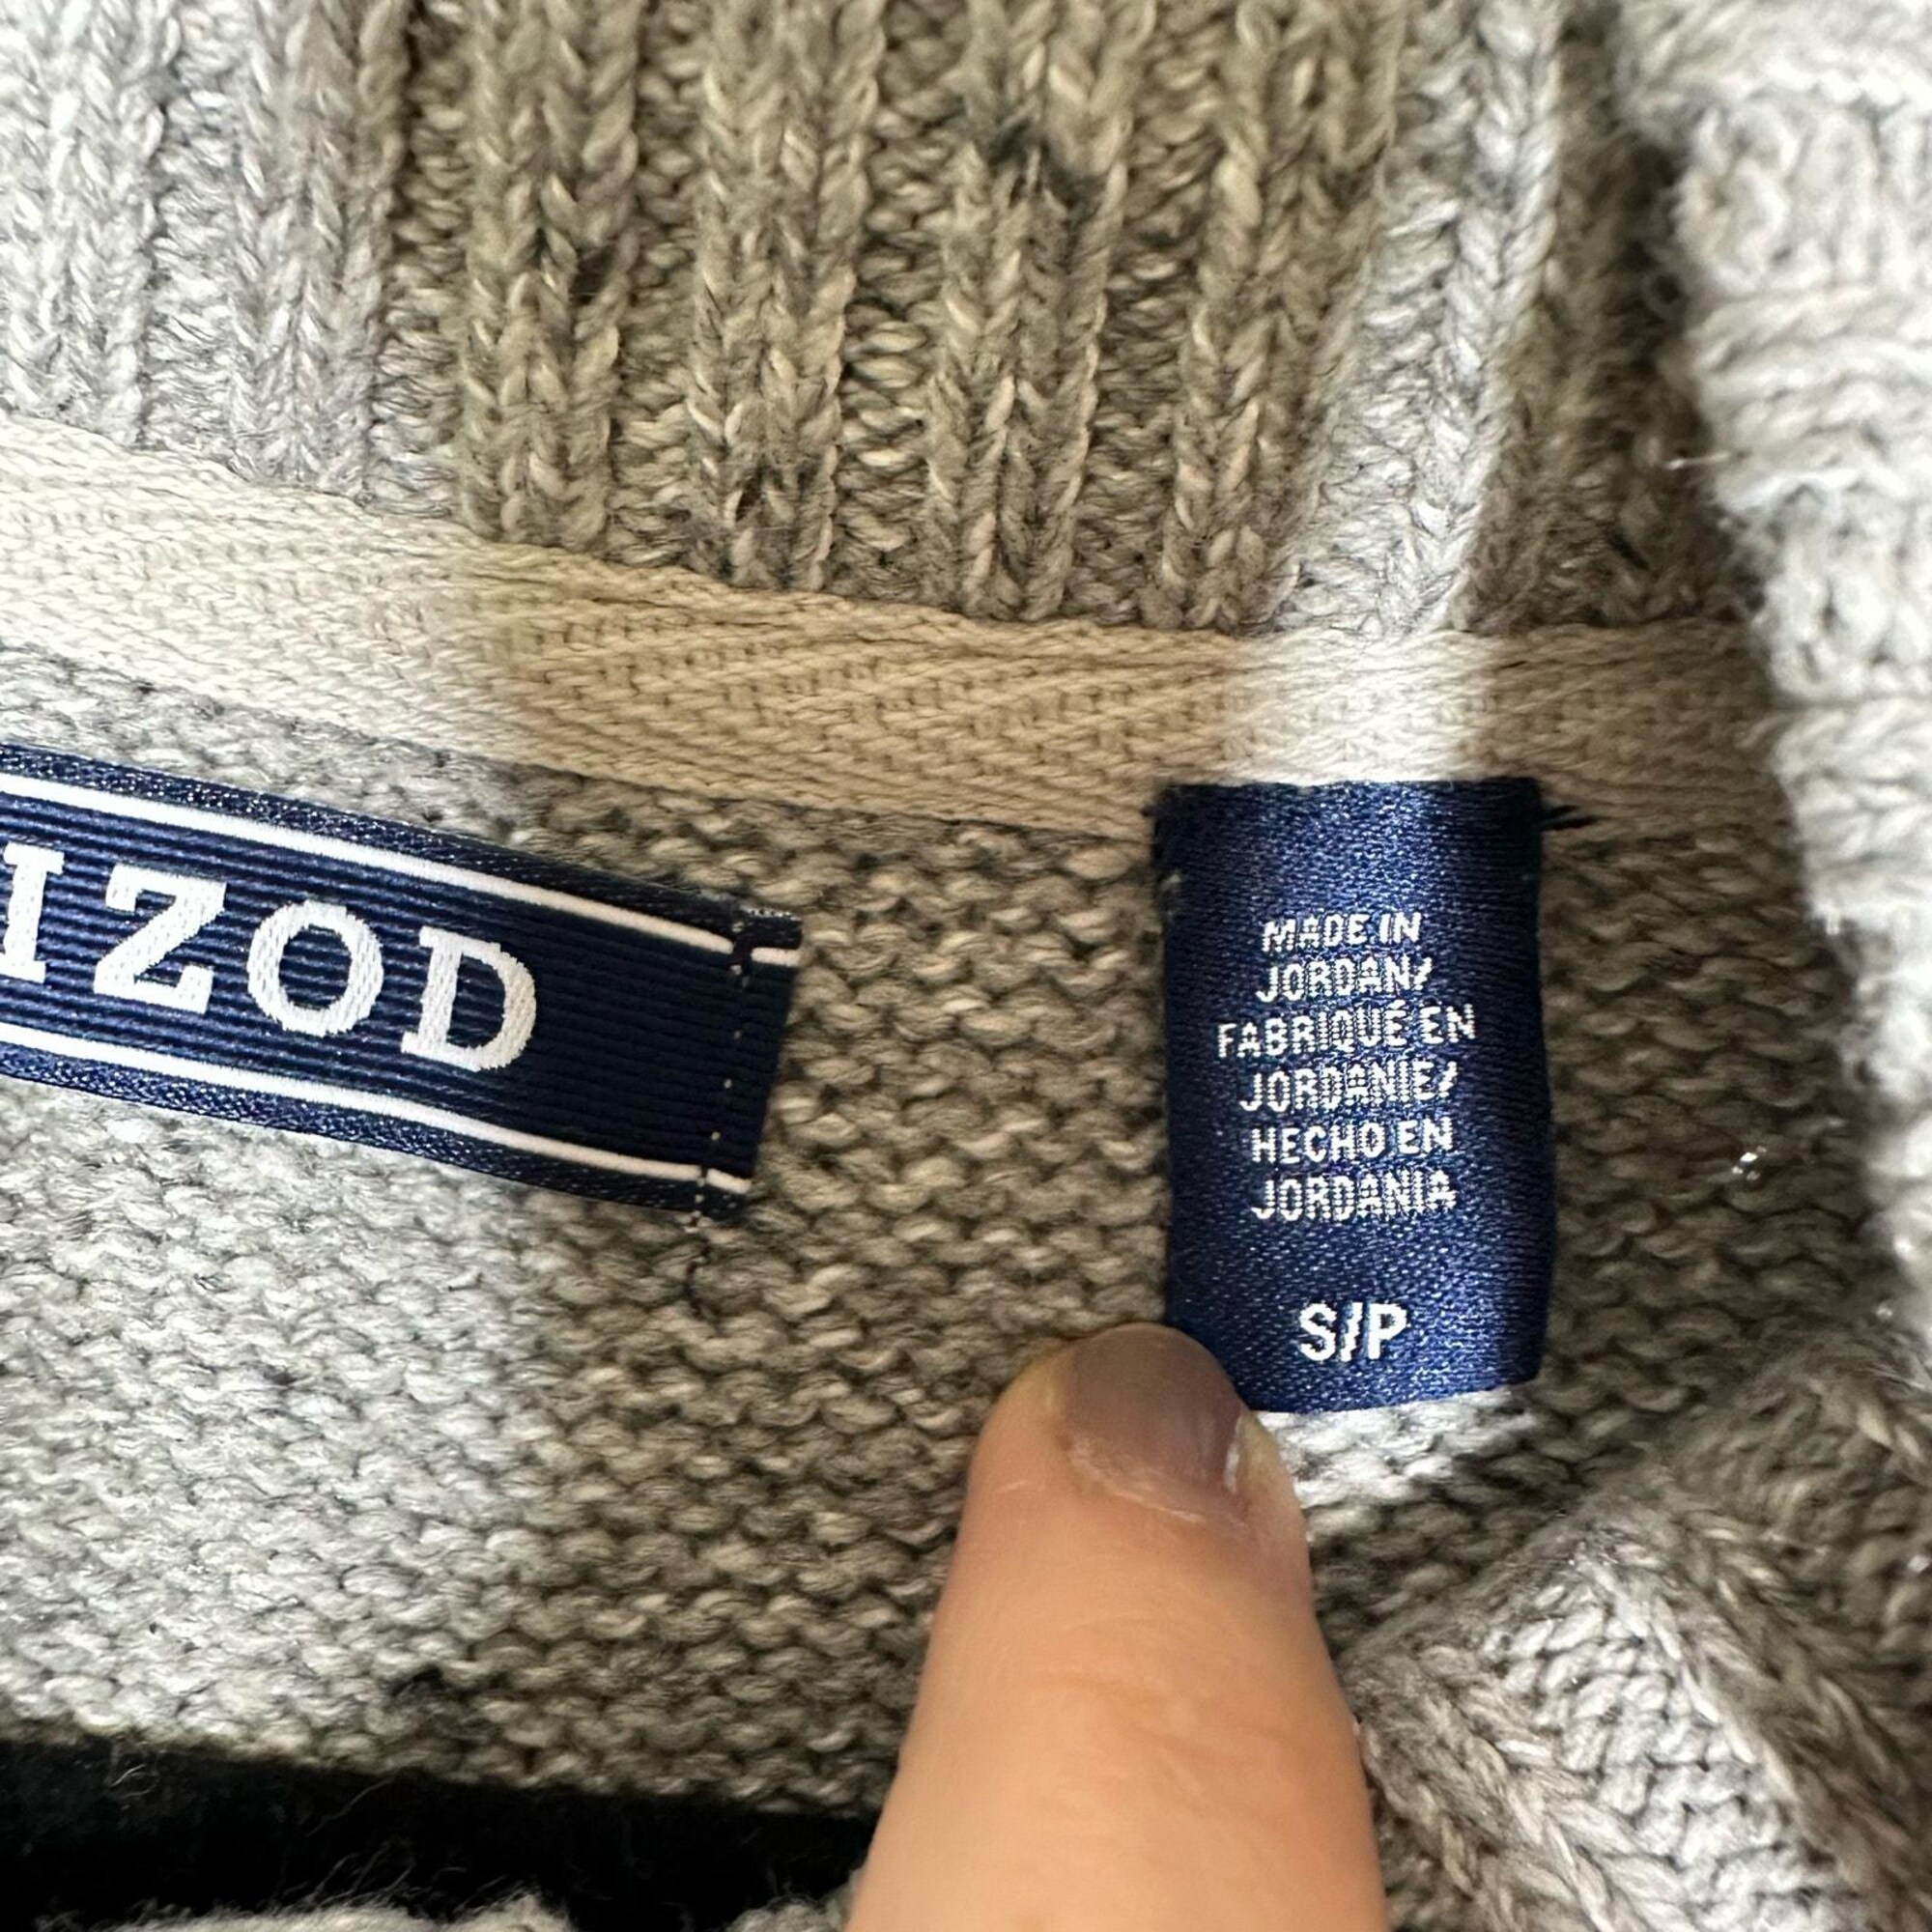 IZOD
MADE IN
JORDAN/
FABRIQUÉ EN
JORDANIE/
HECHO EN
JORDANIA
S/P